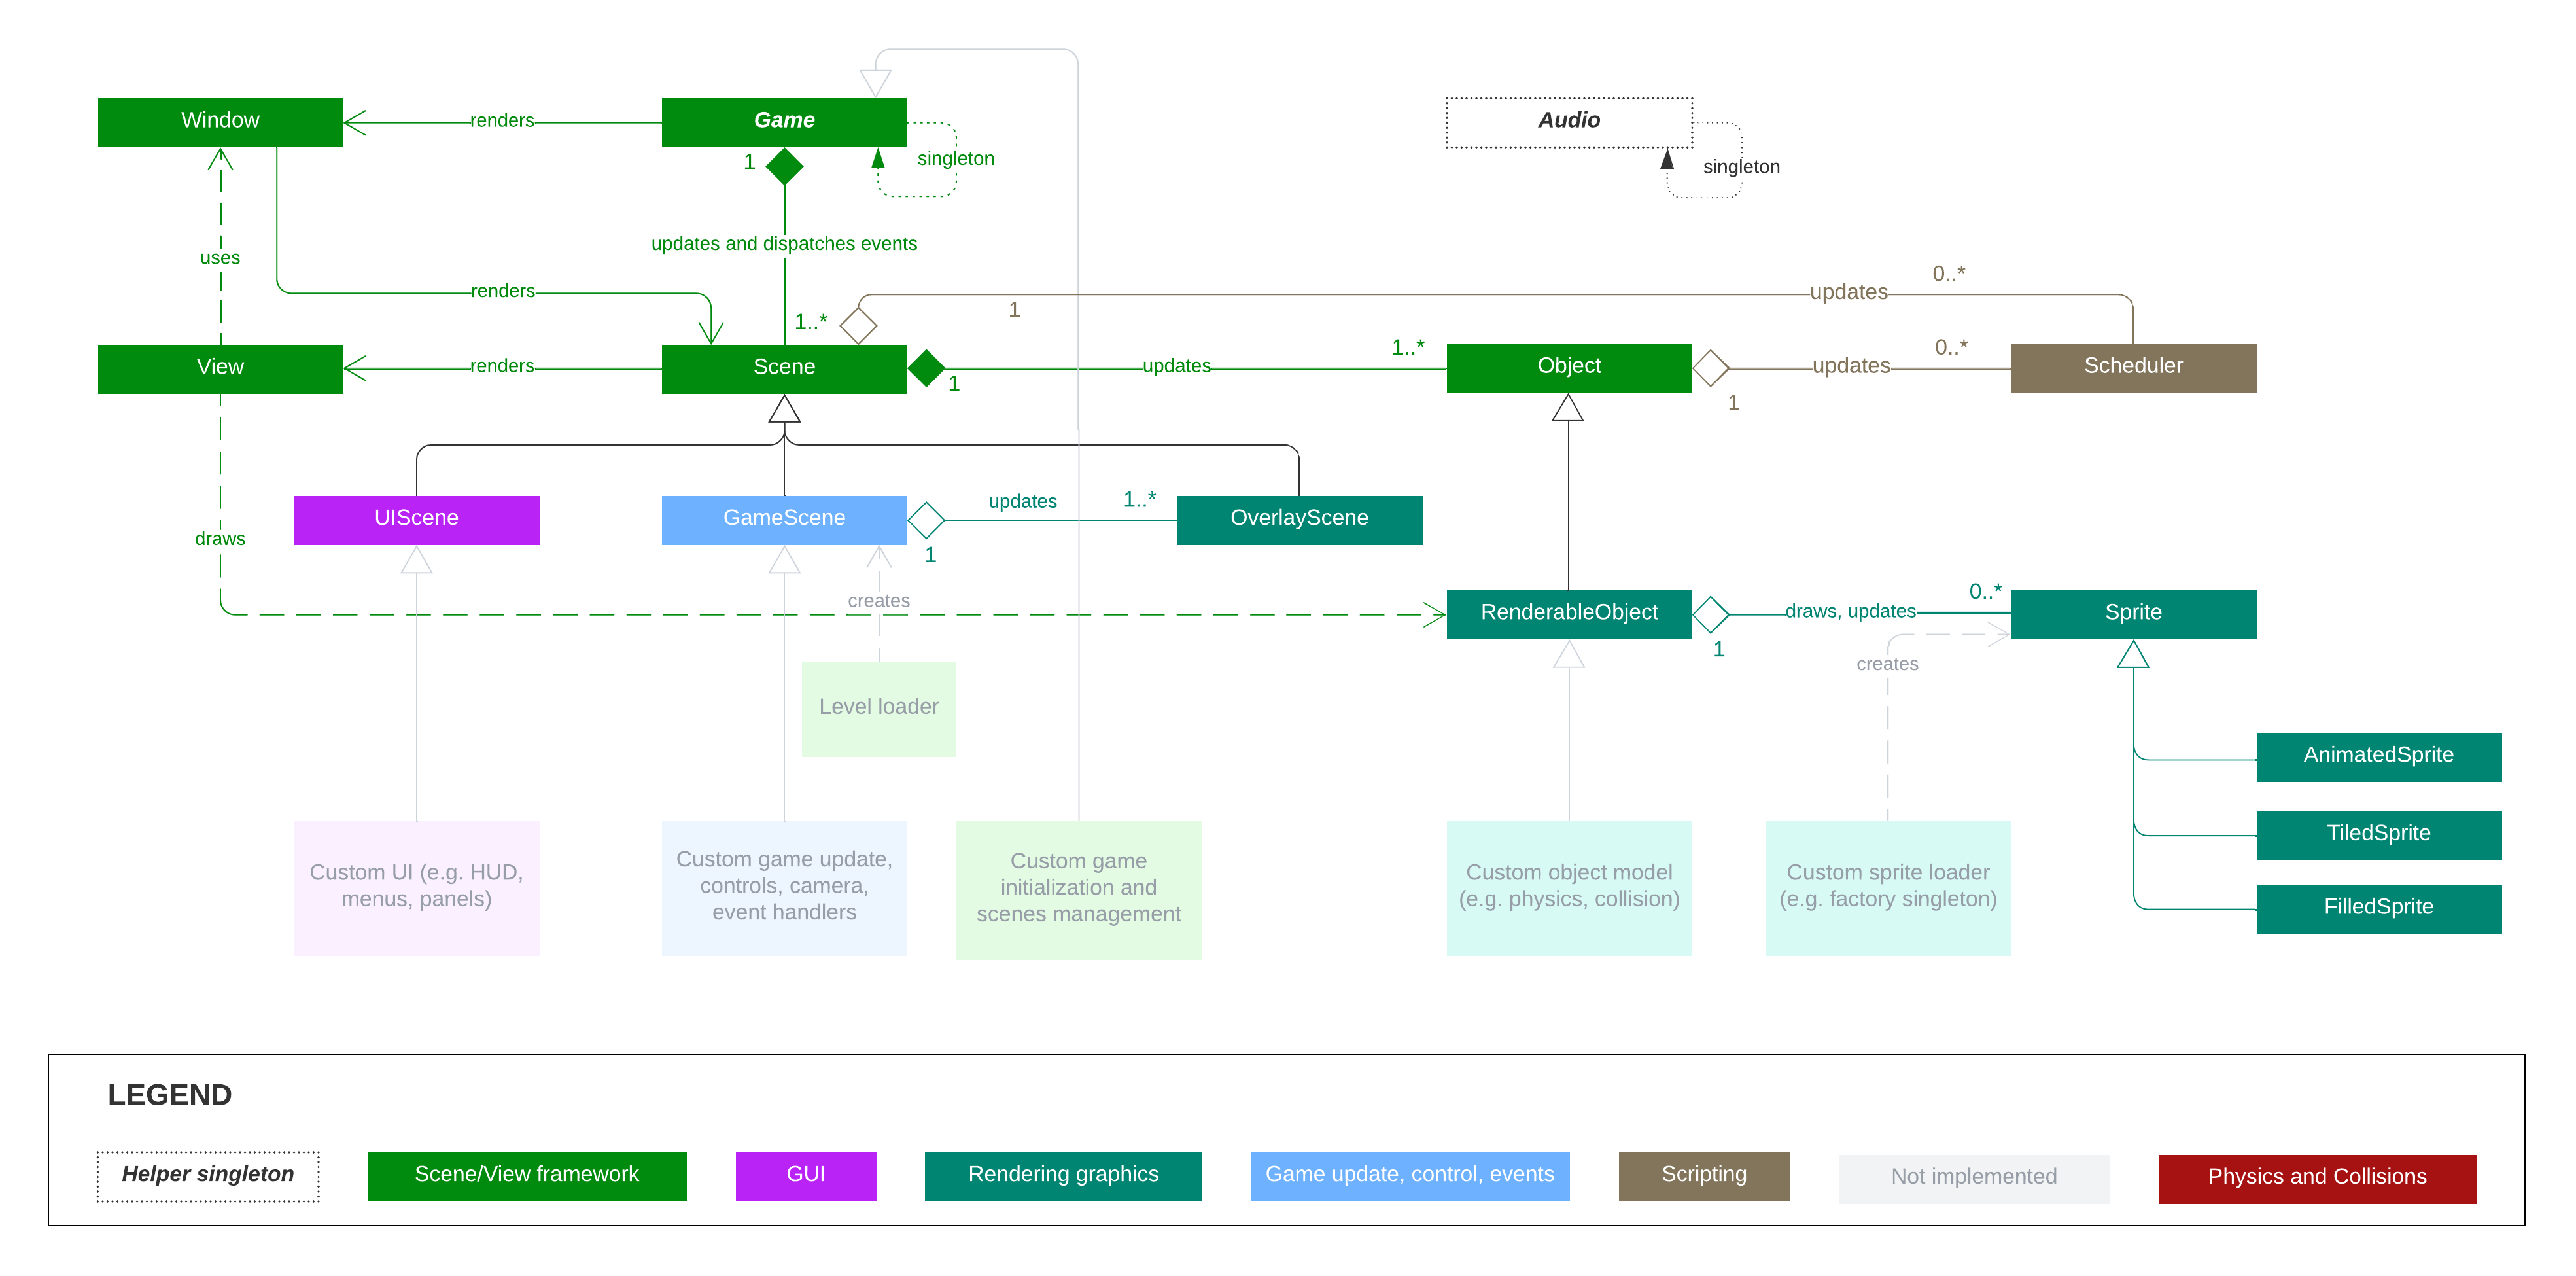 Window
renders
Game
1
singleton
Audio
singleton
updates and dispatches events
uses
renders
1..*
1
updates
0..*
View
renders
Scene
1
updates
1..*
Object
1
updates
0..*
Scheduler
UIScene
GameScene
1
updates
1..*
OverlayScene
draws
creates
RenderableObject
1
draws, updates
0..*
Sprite
creates
Level loader
AnimatedSprite
TiledSprite
FilledSprite
Custom UI (e.g. HUD,
menus, panels)
Custom game update,
controls, camera,
event handlers
Custom game
initialization and
scenes management
Custom object model
(e.g. physics, collision)
Custom sprite loader
(e.g. factory singleton)
LEGEND
Helper singleton
Scene/View framework
GUI
Rendering graphics
Game update, control, events
Scripting
Not implemented
Physics and Collisions